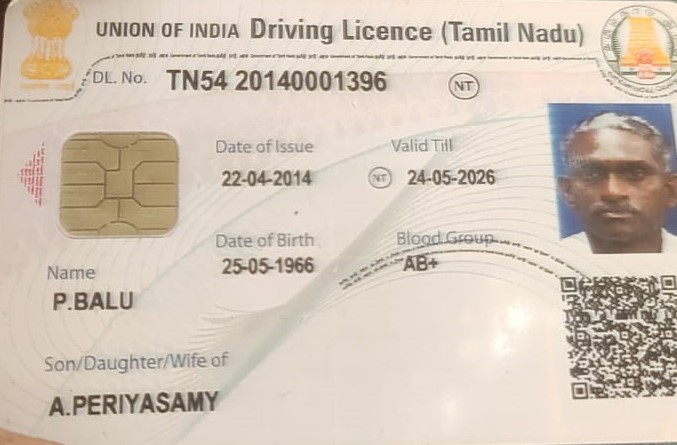 UNION OF INDIA Driving Licence (Tamil Nadu)
DL. No. TN54 20140001396 NT
Date of Issue Valid Till
22-04-2014 NT 24-05-2026
Date of Birth Blood Group
25-05-1966 AB+
Name
P.BALU
Son/Daughter/Wife of
A.PERIYASAMY